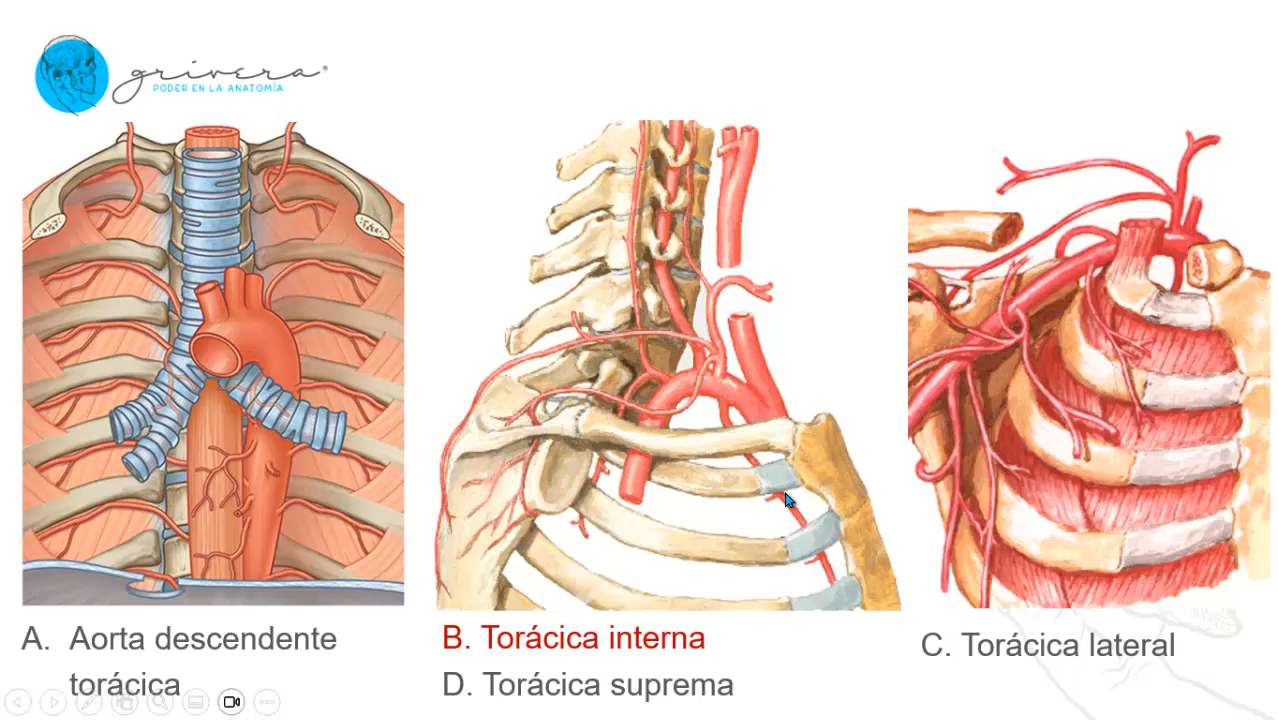 grivera®
PODER EN LA ANATOMÍA
A. Aorta descendente
torácica
B. Torácica interna
D. Torácica suprema
C. Torácica lateral